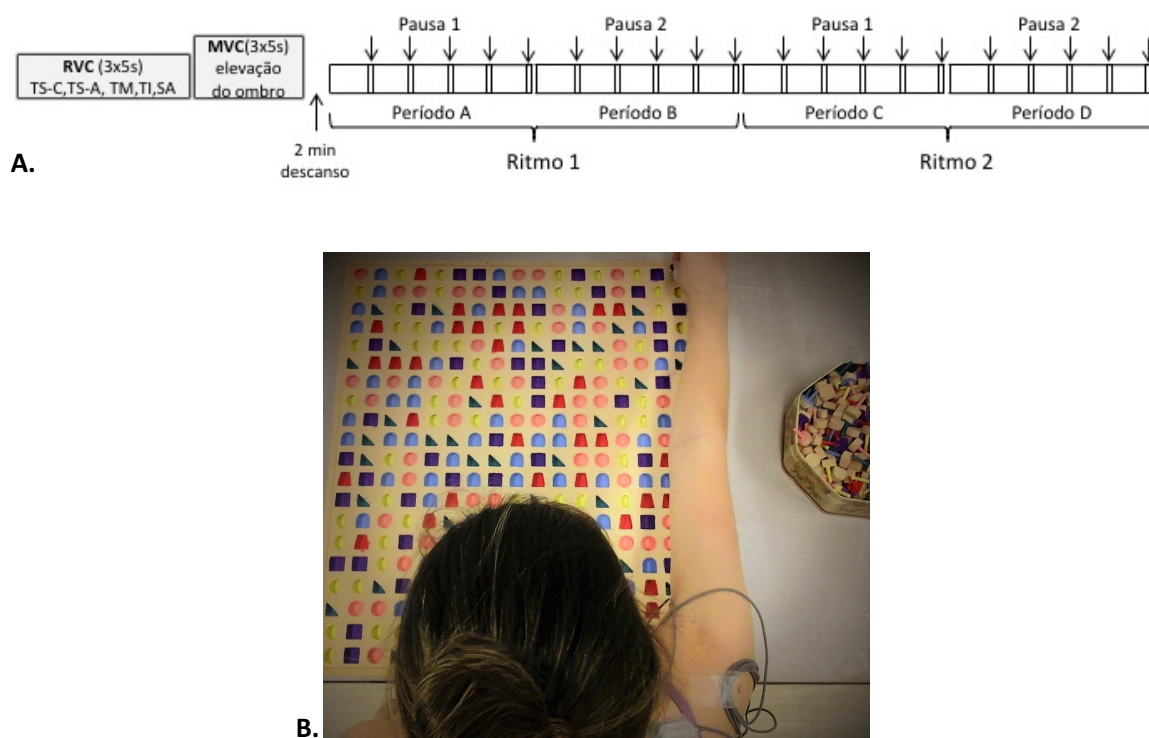 RVC (3x5s)
TS-C,TS-A, TM,TI,SA
MVC(3x5s)
elevação
do ombro
2 min
descanso
Pausa 1
Pausa 2
Pausa 1
Pausa 2
Período A
Período B
Período C
Período D
Ritmo 1
Ritmo 2
A.
B.